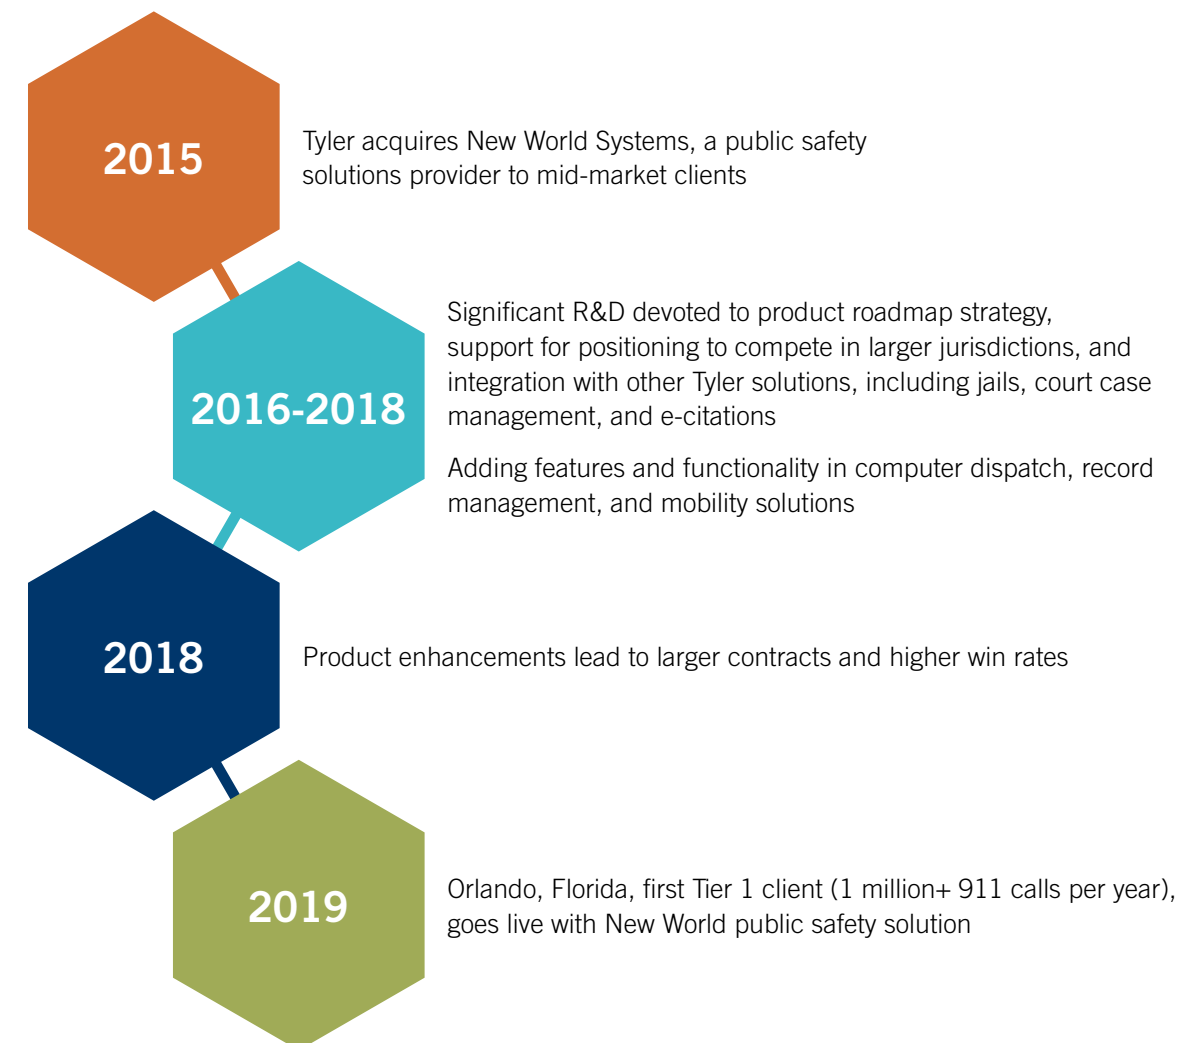 2015
Tyler acquires New World Systems, a public safety
solutions provider to mid-market clients
2016-2018
Significant R&D devoted to product roadmap strategy,
support for positioning to compete in larger jurisdictions, and
integration with other Tyler solutions, including jails, court case
management, and e-citations
Adding features and functionality in computer dispatch, record
management, and mobility solutions
2018
Product enhancements lead to larger contracts and higher win rates
2019
Orlando, Florida, first Tier 1 client (1 million+ 911 calls per year),
goes live with New World public safety solution